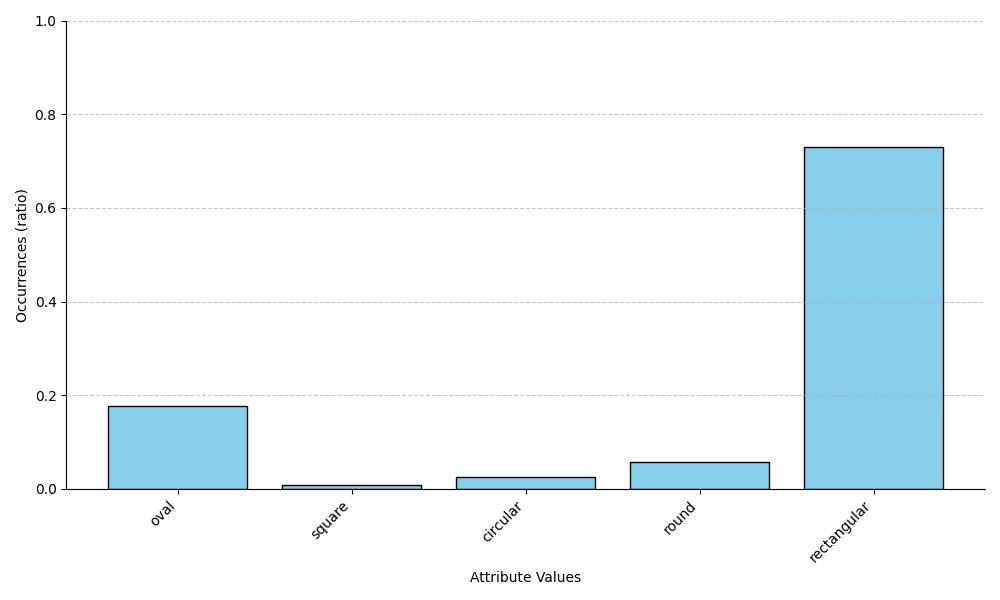 1.0
0.8
0.6
0.4
0.2
0.0
Occurrences (ratio)
oval
square
circular
round
rectangular
Attribute Values